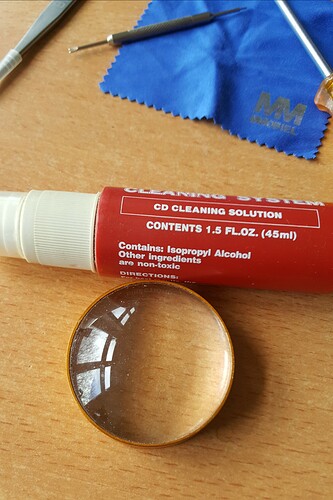 CLEANING SYSTEM
CD CLEANING SOLUTION
CONTENTS 1.5 FL.OZ. (45ml)
Contains: Isopropyl Alcohol
Other ingredients
are non-toxic
DIRECTIONS:
MM